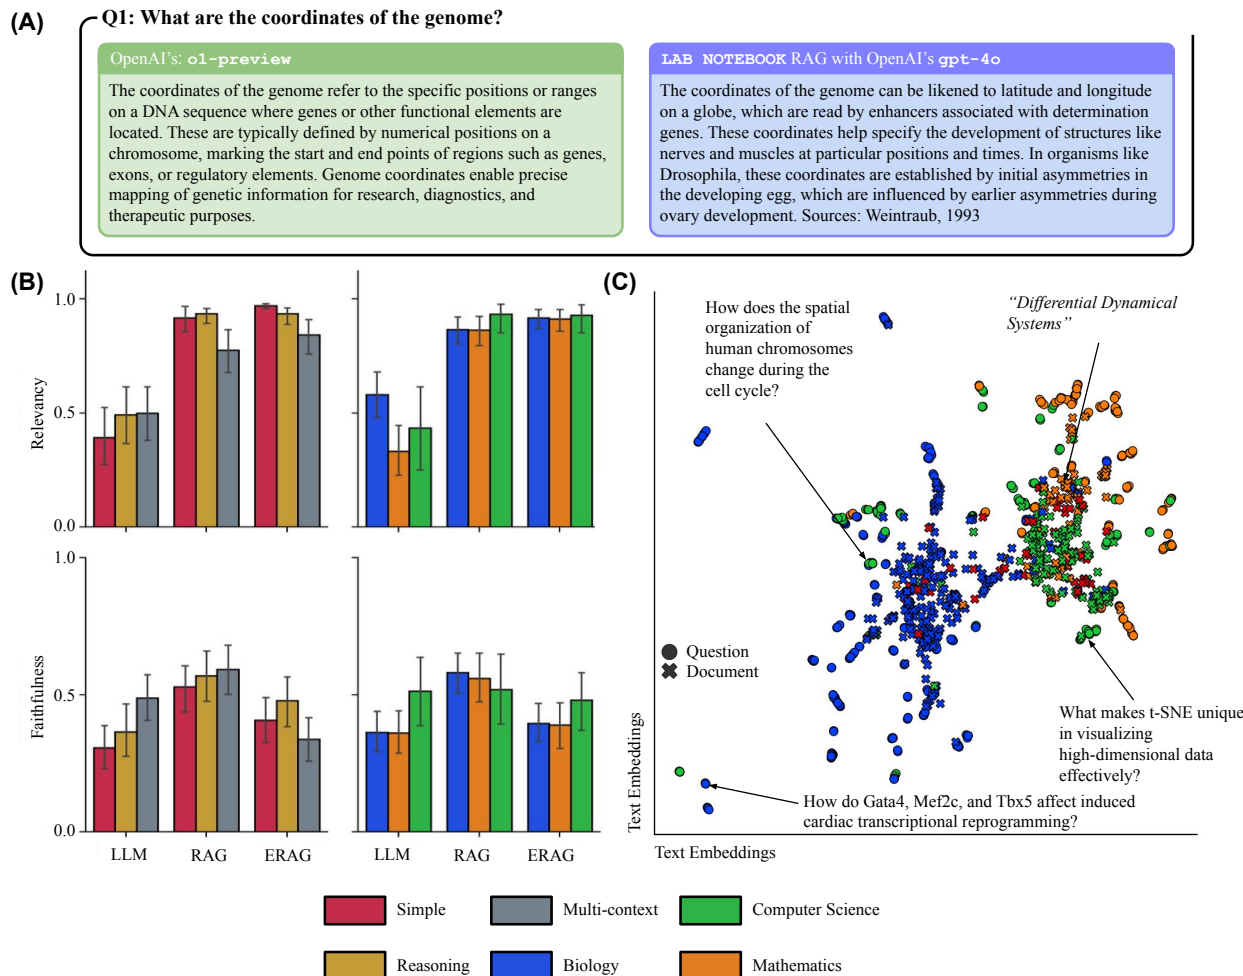 (A)
Q1: What are the coordinates of the genome?
OpenAI's: o1-preview
The coordinates of the genome refer to the specific positions or ranges
on a DNA sequence where genes or other functional elements are
located. These are typically defined by numerical positions on a
chromosome, marking the start and end points of regions such as genes,
exons, or regulatory elements. Genome coordinates enable precise
mapping of genetic information for research, diagnostics, and
therapeutic purposes.
LAB NOTEBOOK RAG with OpenAI's gpt-4o
The coordinates of the genome can be likened to latitude and longitude
on a globe, which are read by enhancers associated with determination
genes. These coordinates help specify the development of structures like
nerves and muscles at particular positions and times. In organisms like
Drosophila, these coordinates are established by initial asymmetries in
the developing egg, which are influenced by earlier asymmetries during
ovary development. Sources: Weintraub, 1993
(B)
1.0
0.5
0.0
Relevancy
1.0
0.5
0.0
Faithfulness
LLM RAG ERAG
LLM RAG ERAG
(C)
How does the spatial
organization of
human chromosomes
change during the
cell cycle?
"Differential Dynamical
Systems"
Question
Document
What makes t-SNE unique
in visualizing
high-dimensional data
effectively?
How do Gata4, Mef2c, and Tbx5 affect induced
cardiac transcriptional reprogramming?
Text Embeddings
Text Embeddings
Simple
Multi-context
Computer Science
Reasoning
Biology
Mathematics